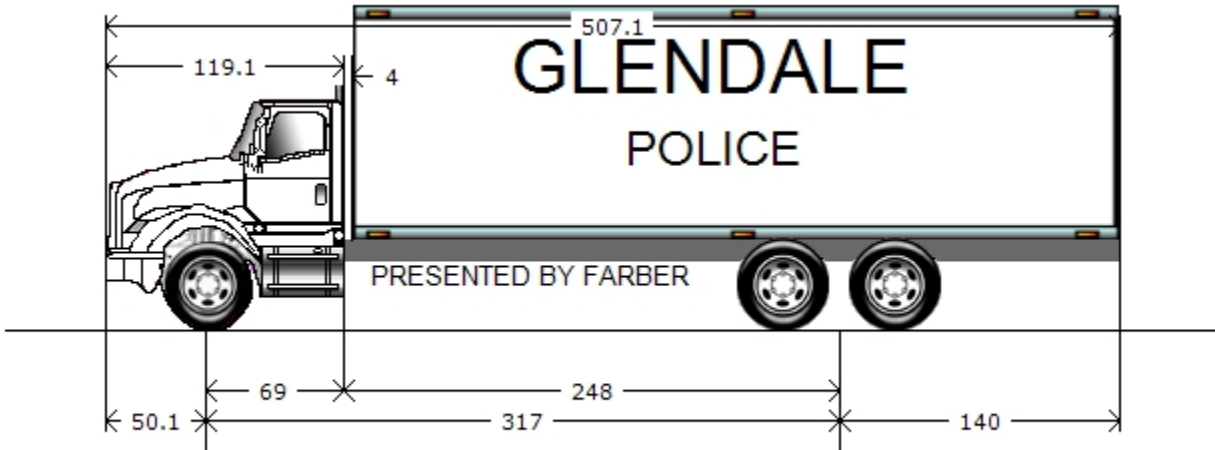 507.1
119.1
4
GLENDALE
POLICE
PRESENTED BY FARBER
69
248
50.1
317
140